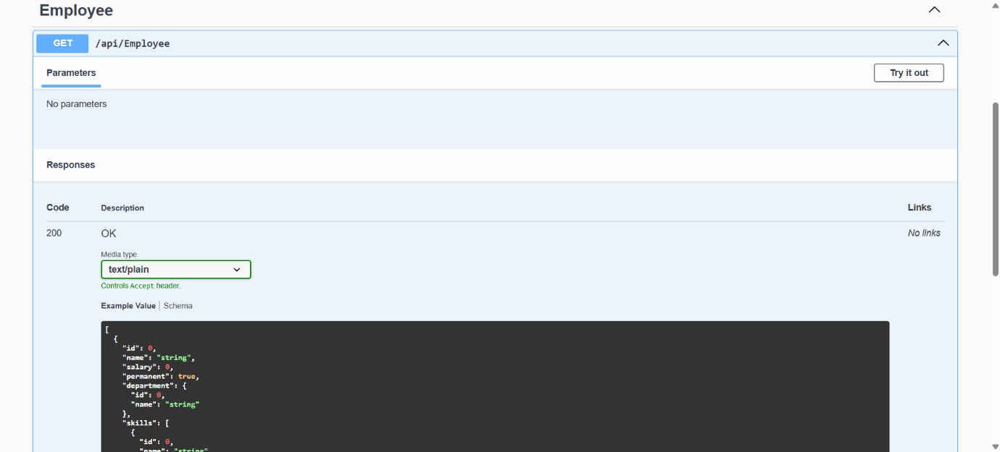 Employee
GET /api/Employee
Parameters Try it out
No parameters
Responses
Code Description Links
200 OK No links
Media type
text/plain
Controls Accept header.
Example Value | Schema
[
  {
    "id": 0,
    "name": "string",
    "salary": 0,
    "permanent": true,
    "department": {
      "id": 0,
      "name": "string"
    },
    "skills": [
      {
        "id": 0,
        "name": "string"